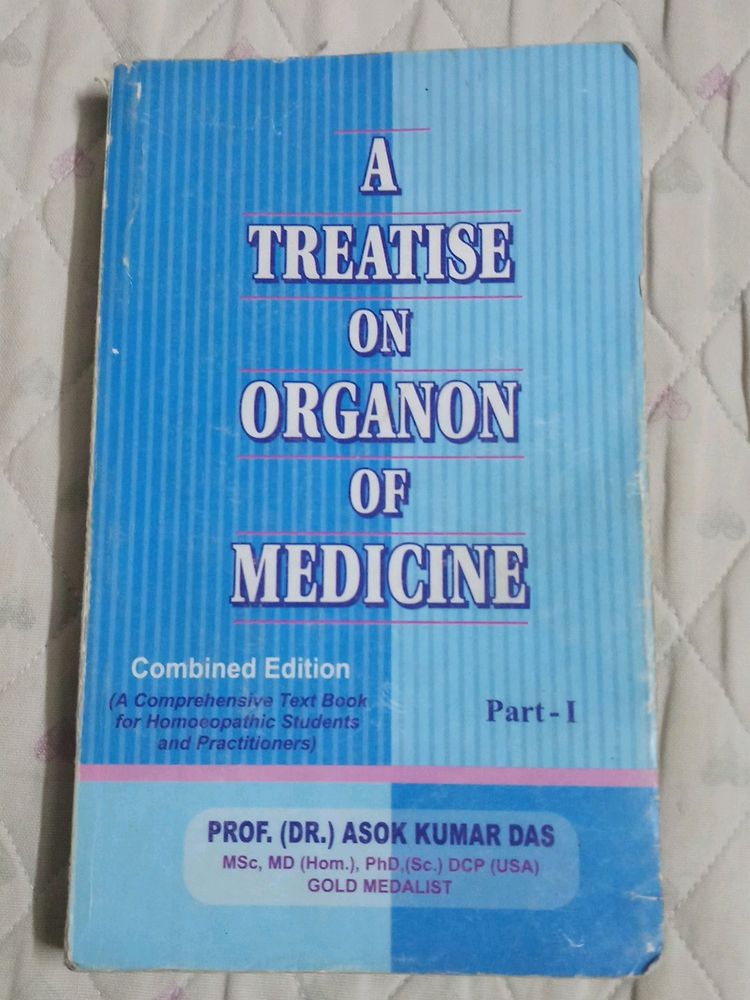 A
TREATISE
ON
ORGANON
OF
MEDICINE
Combined Edition
(A Comprehensive Text Book
for Homoeopathic Students
and Practitioners)
Part-I
PROF. (DR.) ASOK KUMAR DAS
MSc, MD (Hom.), PhD,(Sc.) DCP (USA)
GOLD MEDALIST